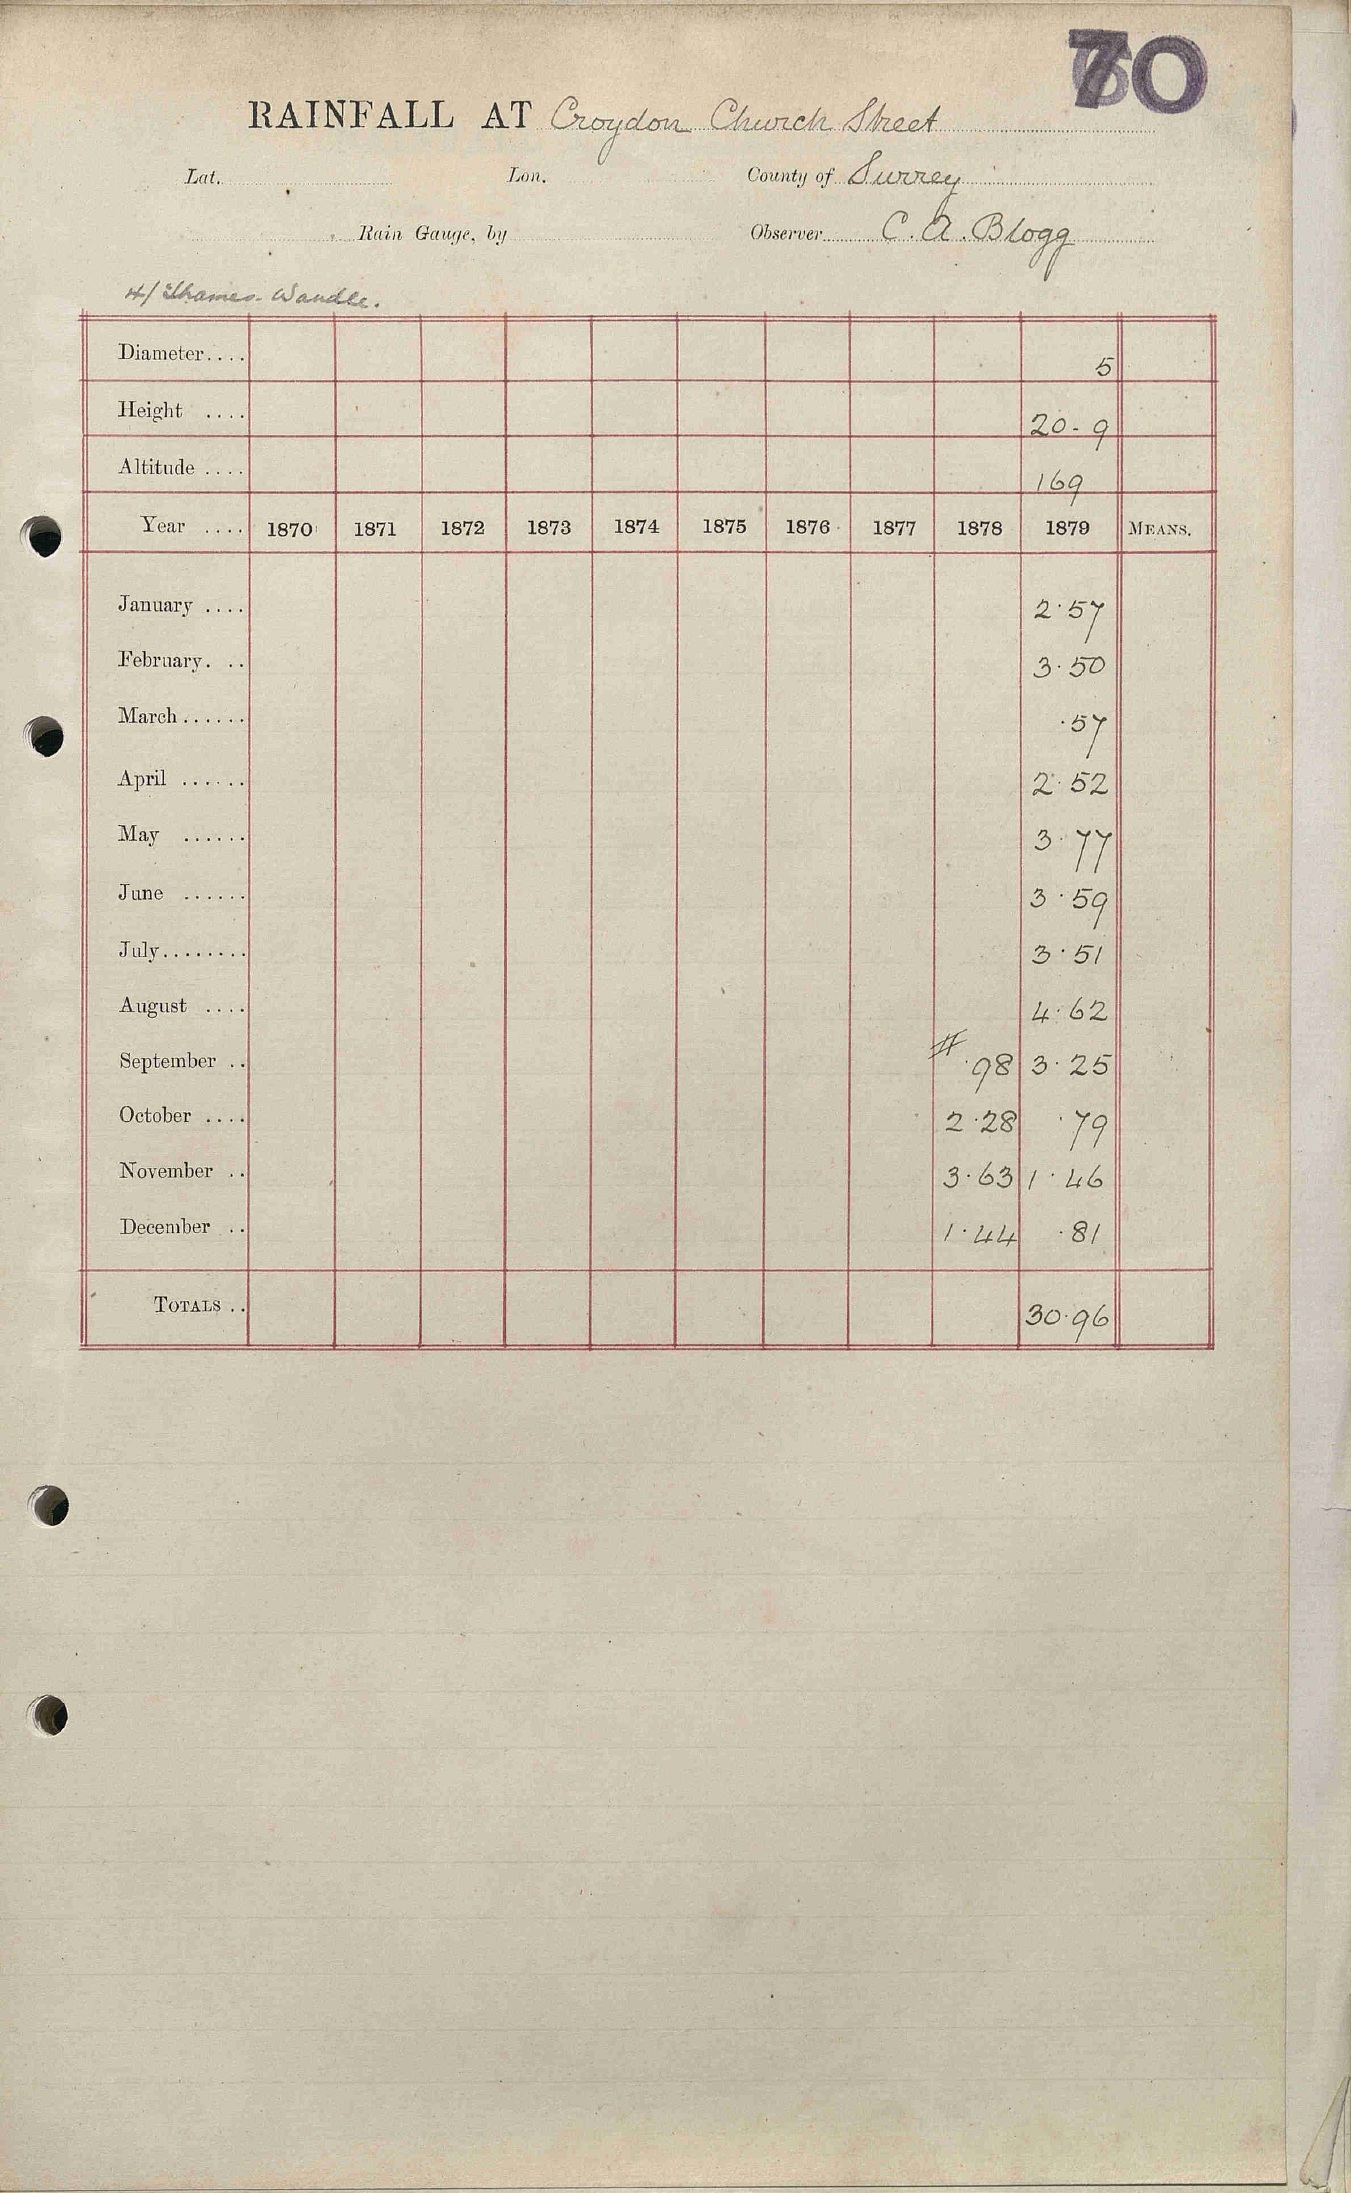 70
RAINFALL AT Croydon Church Street
Lat. Lon. County of Surrey
Rain Gauge, by Observer C. A. Blogg
4/ Thames-Wandle.
Diameter.... 5
Height .... 20-9
Altitude .... 169
Year .... 1870 1871 1872 1873 1874 1875 1876 1877 1878 1879 MEANS.
January .... 2.57
February. .. 3.50
March...... .57
April ...... 2.52
May ...... 3.77
June ...... 3.59
July........ 3.51
August .... 4.62
September .. # .98 3.25
October .... 2.28 .79
November .. 3.63 1.46
December .. 1.44 .81
TOTALS .. 30.96